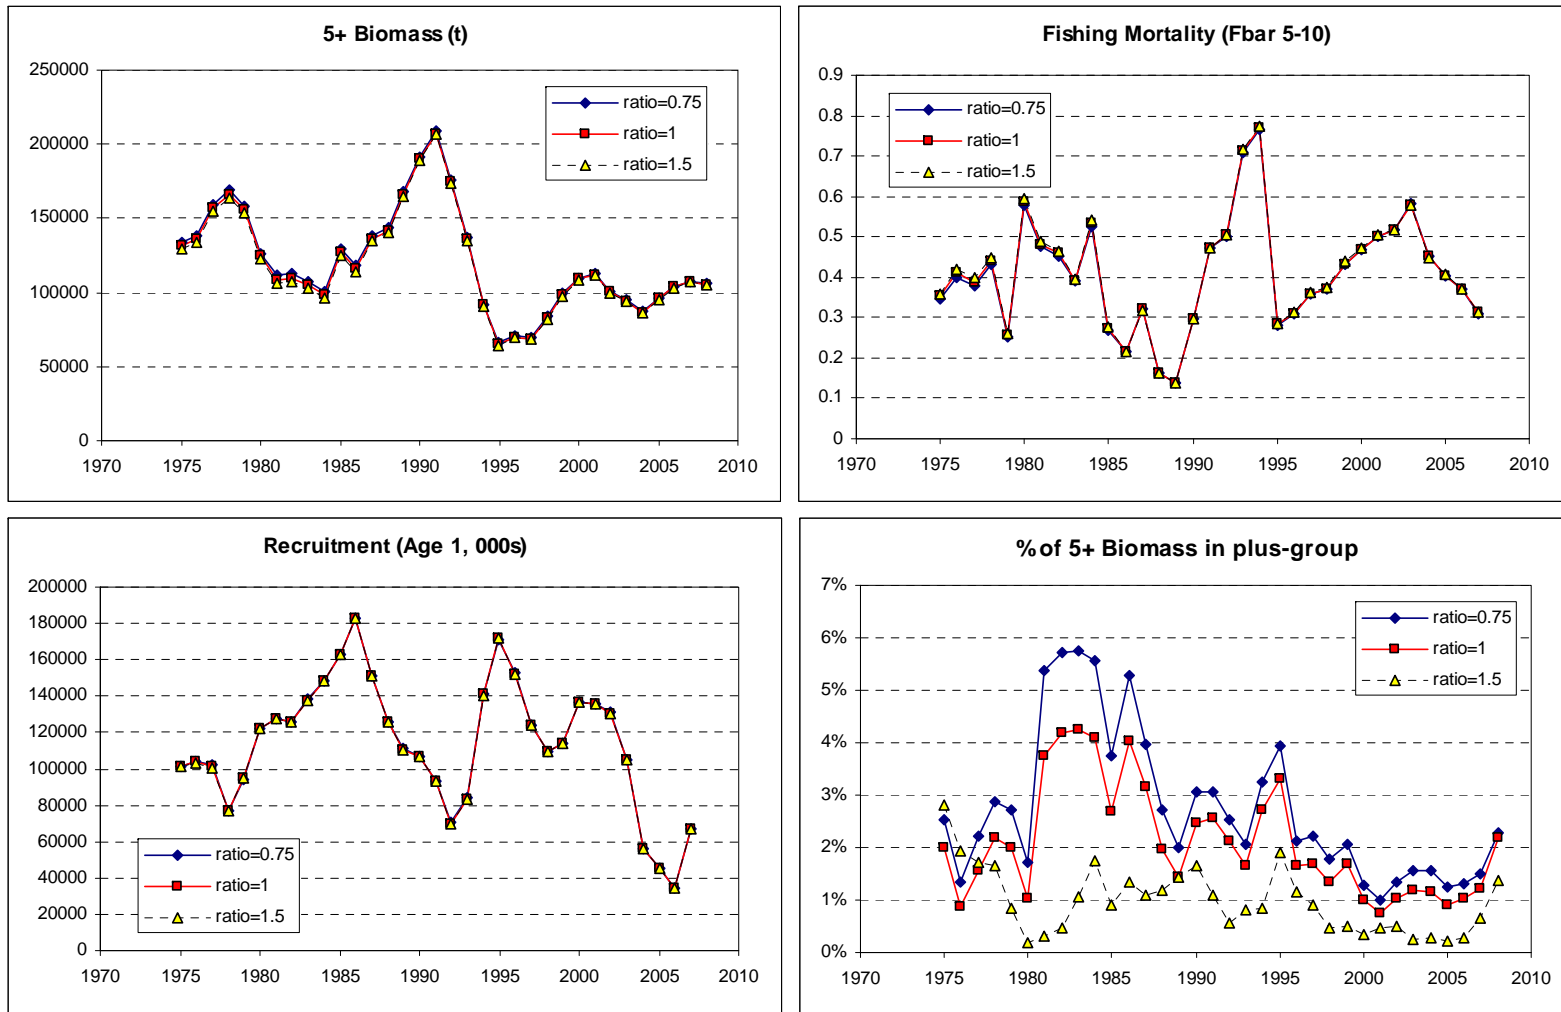 5+ Biomass (t)
250000
200000
150000
100000
50000
0
1970 1975 1980 1985 1990 1995 2000 2005 2010
ratio=0.75
ratio=1
ratio=1.5
Fishing Mortality (Fbar 5-10)
0.9
0.8
0.7
0.6
0.5
0.4
0.3
0.2
0.1
0
1970 1975 1980 1985 1990 1995 2000 2005 2010
ratio=0.75
ratio=1
ratio=1.5
Recruitment (Age 1, 000s)
200000
180000
160000
140000
120000
100000
80000
60000
40000
20000
0
1970 1975 1980 1985 1990 1995 2000 2005 2010
ratio=0.75
ratio=1
ratio=1.5
% of 5+ Biomass in plus-group
7%
6%
5%
4%
3%
2%
1%
0%
1970 1975 1980 1985 1990 1995 2000 2005 2010
ratio=0.75
ratio=1
ratio=1.5